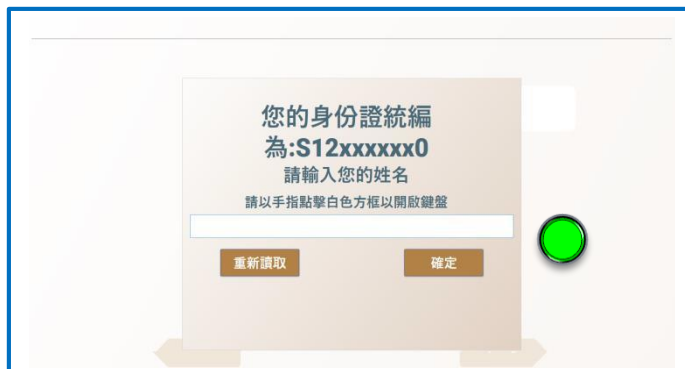 您的身份證統編
為:S12xxxxxx0
請輸入您的姓名
請以手指點擊白色方框以開啟鍵盤
重新讀取
確定